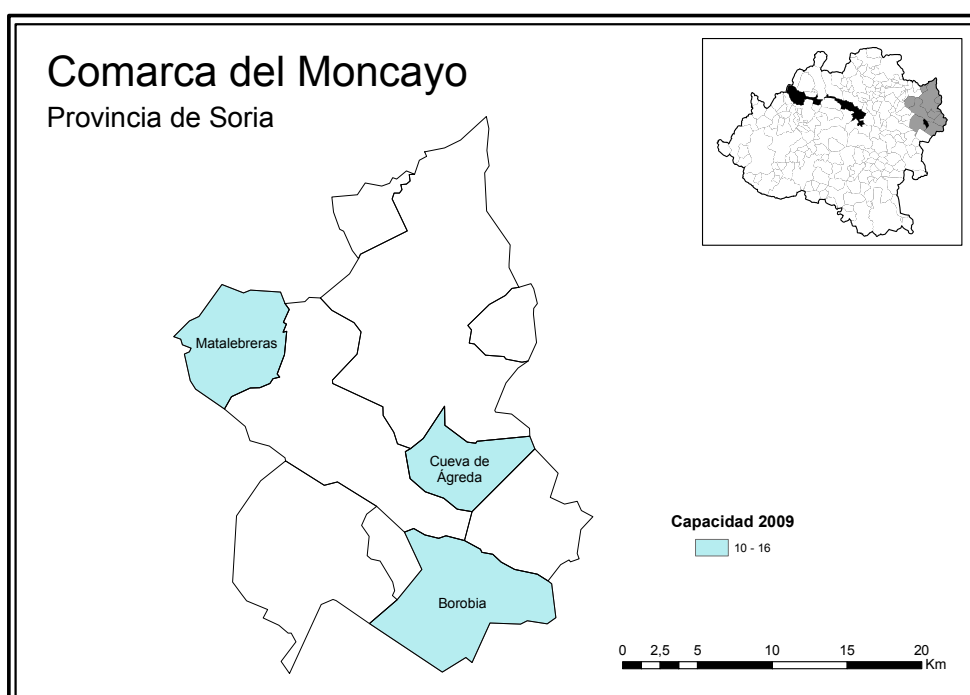 Comarca del Moncayo
Provincia de Soria
Matalebreras
Cueva de
Ágreda
Borobia
Capacidad 2009
10 - 16
0 2,5 5 10 15 20
Km